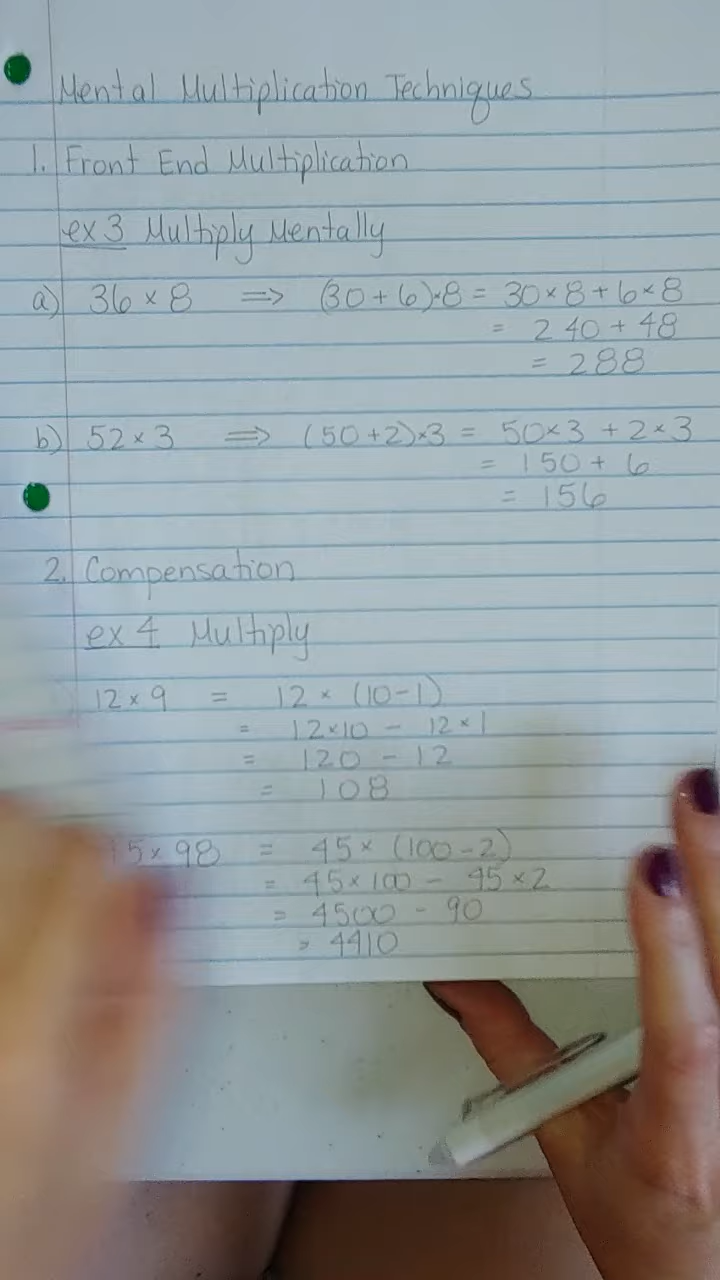 Mental Multiplication Techniques
1. Front End Multiplication
ex 3 Multiply Mentally
a) 36 × 8 ⟹ (30 + 6)×8 = 30×8 + 6×8
= 240 + 48
= 288
b) 52 × 3 ⟹ (50 + 2)×3 = 50×3 + 2×3
= 150 + 6
= 156
2. Compensation
ex 4 Multiply
12 × 9 = 12 × (10-1)
= 12×10 - 12×1
= 120 - 12
= 108
5 × 98 = 45× (100-2)
= 45×100 - 45×2
= 4500 - 90
= 4410